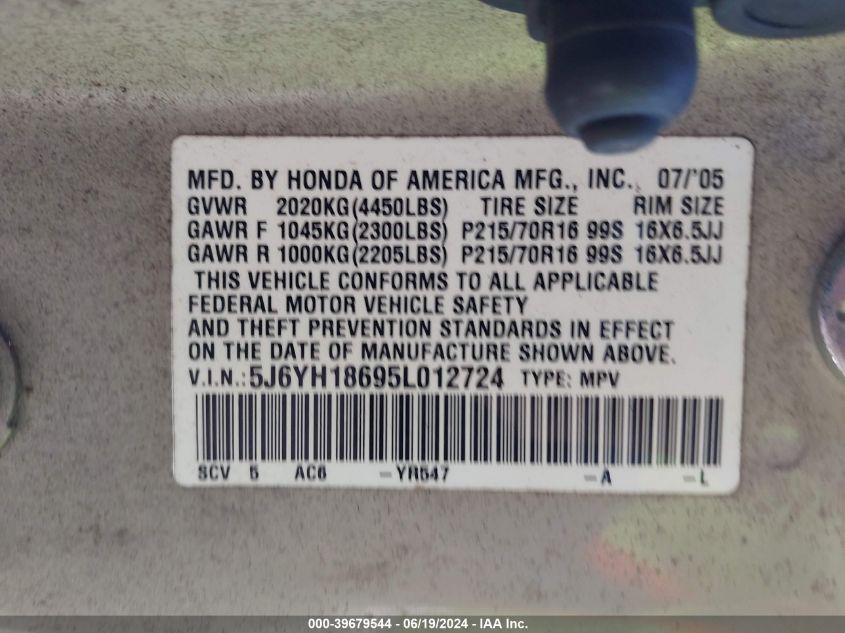 MFD. BY HONDA OF AMERICA MFG., INC. 07/'05
GVWR 2020KG(4450LBS) TIRE SIZE RIM SIZE
GAWR F 1045KG(2300LBS) P215/70R16 99S 16X6.5JJ
GAWR R 1000KG(2205LBS) P215/70R16 99S 16X6.5JJ
THIS VEHICLE CONFORMS TO ALL APPLICABLE
FEDERAL MOTOR VEHICLE SAFETY
AND THEFT PREVENTION STANDARDS IN EFFECT
ON THE DATE OF MANUFACTURE SHOWN ABOVE.
V.I.N.:5J6YH18695L012724 TYPE: MPV
SCV 5 AC6 -YR547 -A -L
000-39679544 - 06/19/2024 - IAA Inc.